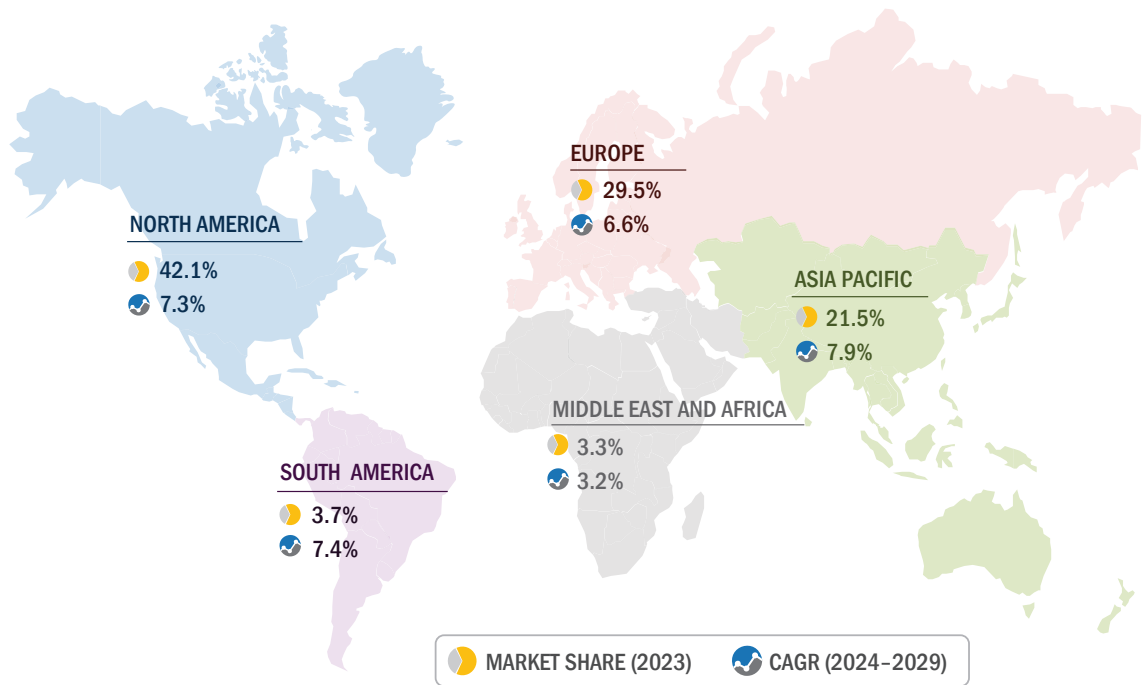 EUROPE
29.5%
6.6%
NORTH AMERICA
42.1%
7.3%
ASIA PACIFIC
21.5%
7.9%
MIDDLE EAST AND AFRICA
3.3%
3.2%
SOUTH AMERICA
3.7%
7.4%
MARKET SHARE (2023) CAGR (2024–2029)